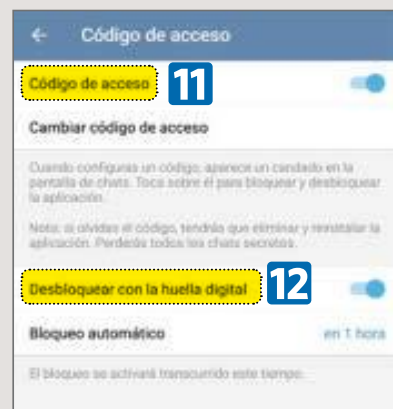 Código de acceso
Código de acceso 11
Cambiar código de acceso
Cuando configuras un código, aparece un candado en la
pantalla de chats. Toca sobre él para bloquear y desbloquear
la aplicación.
Nota: si olvidas el código, tendrás que eliminar y reinstalar la
aplicación. Perderás todos los chats secretos.
Desbloquear con la huella digital 12
Bloqueo automático en 1 hora
El bloqueo se activará transcurrido este tiempo.